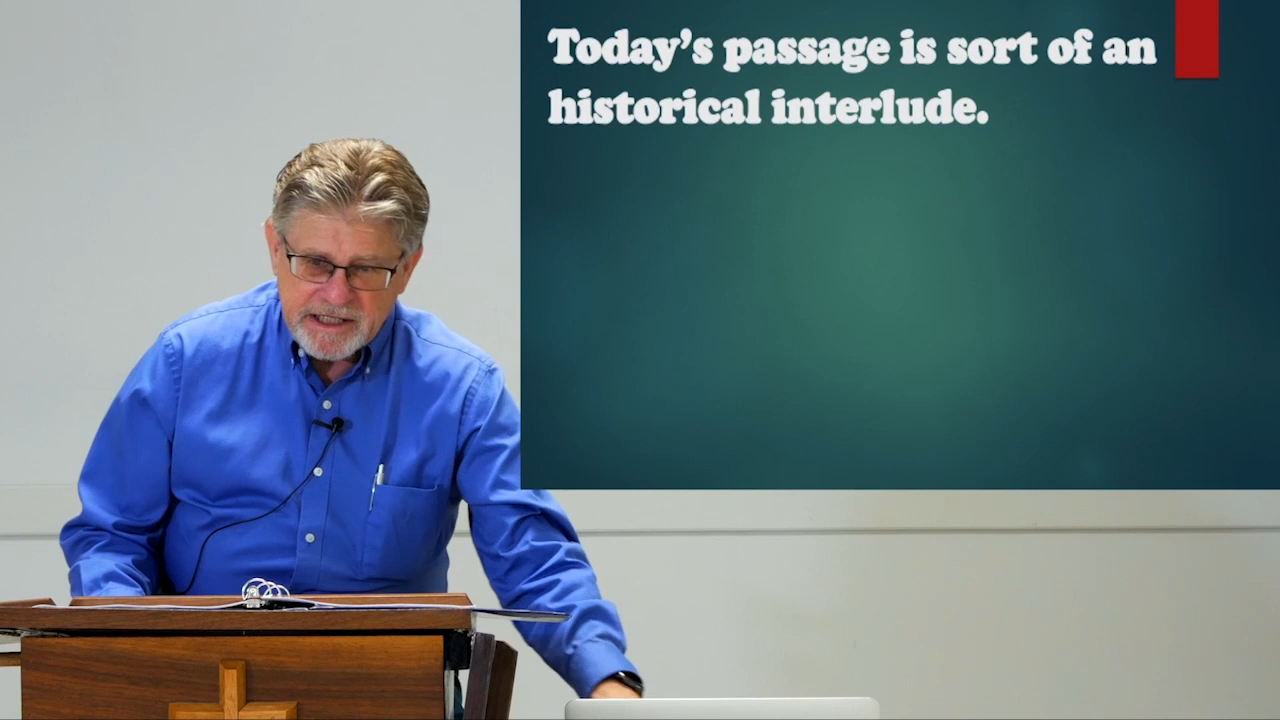 Today's passage is sort of an
historical interlude.